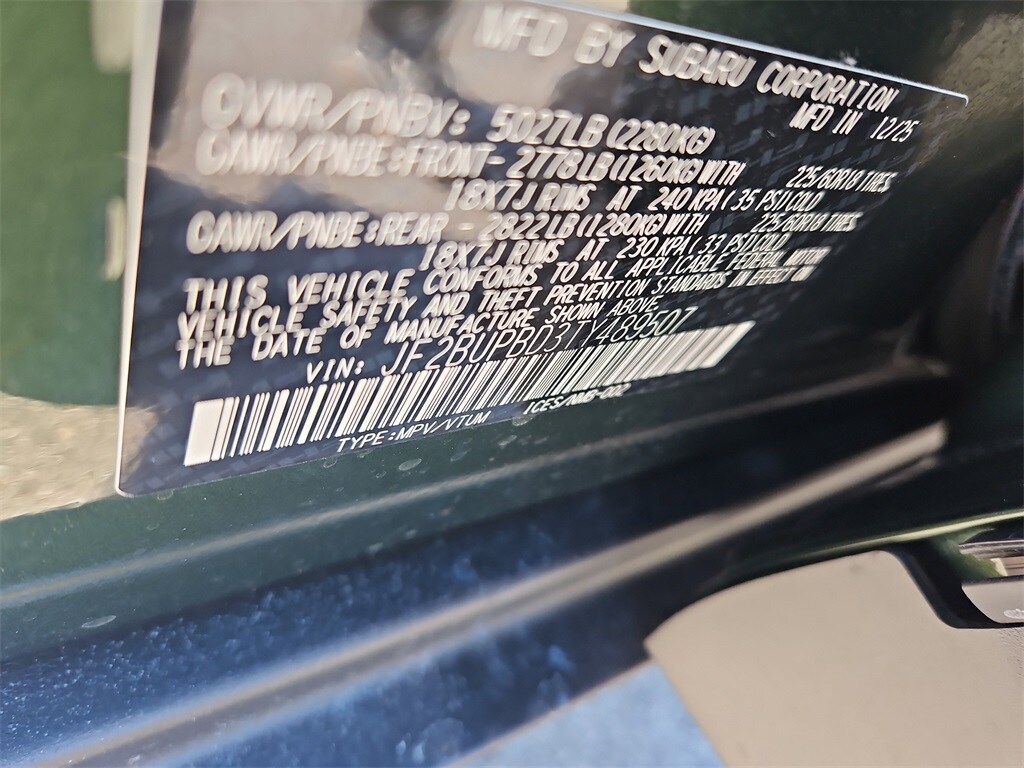 MFD BY SUBARU CORPORATION
MFD IN 12/25
GVWR/PNBV: 5027LB(2280KG)
GAWR/PNBE:FRONT- 2778LB(1260KG)WITH 225/60R18 TIRES
18X7J RIMS AT 240 KPA(35 PSI)COLD
GAWR/PNBE:REAR - 2822LB(1280KG)WITH 225/60R18 TIRES
18X7J RIMS AT 230 KPA(33 PSI)COLD
THIS VEHICLE CONFORMS TO ALL APPLICABLE FEDERAL MOTOR
VEHICLE SAFETY AND THEFT PREVENTION STANDARDS IN EFFECT ON
THE DATE OF MANUFACTURE SHOWN ABOVE.
VIN: JF2BUPBD3TY489507
TYPE:MPV/VTUM ICES/NMB-002